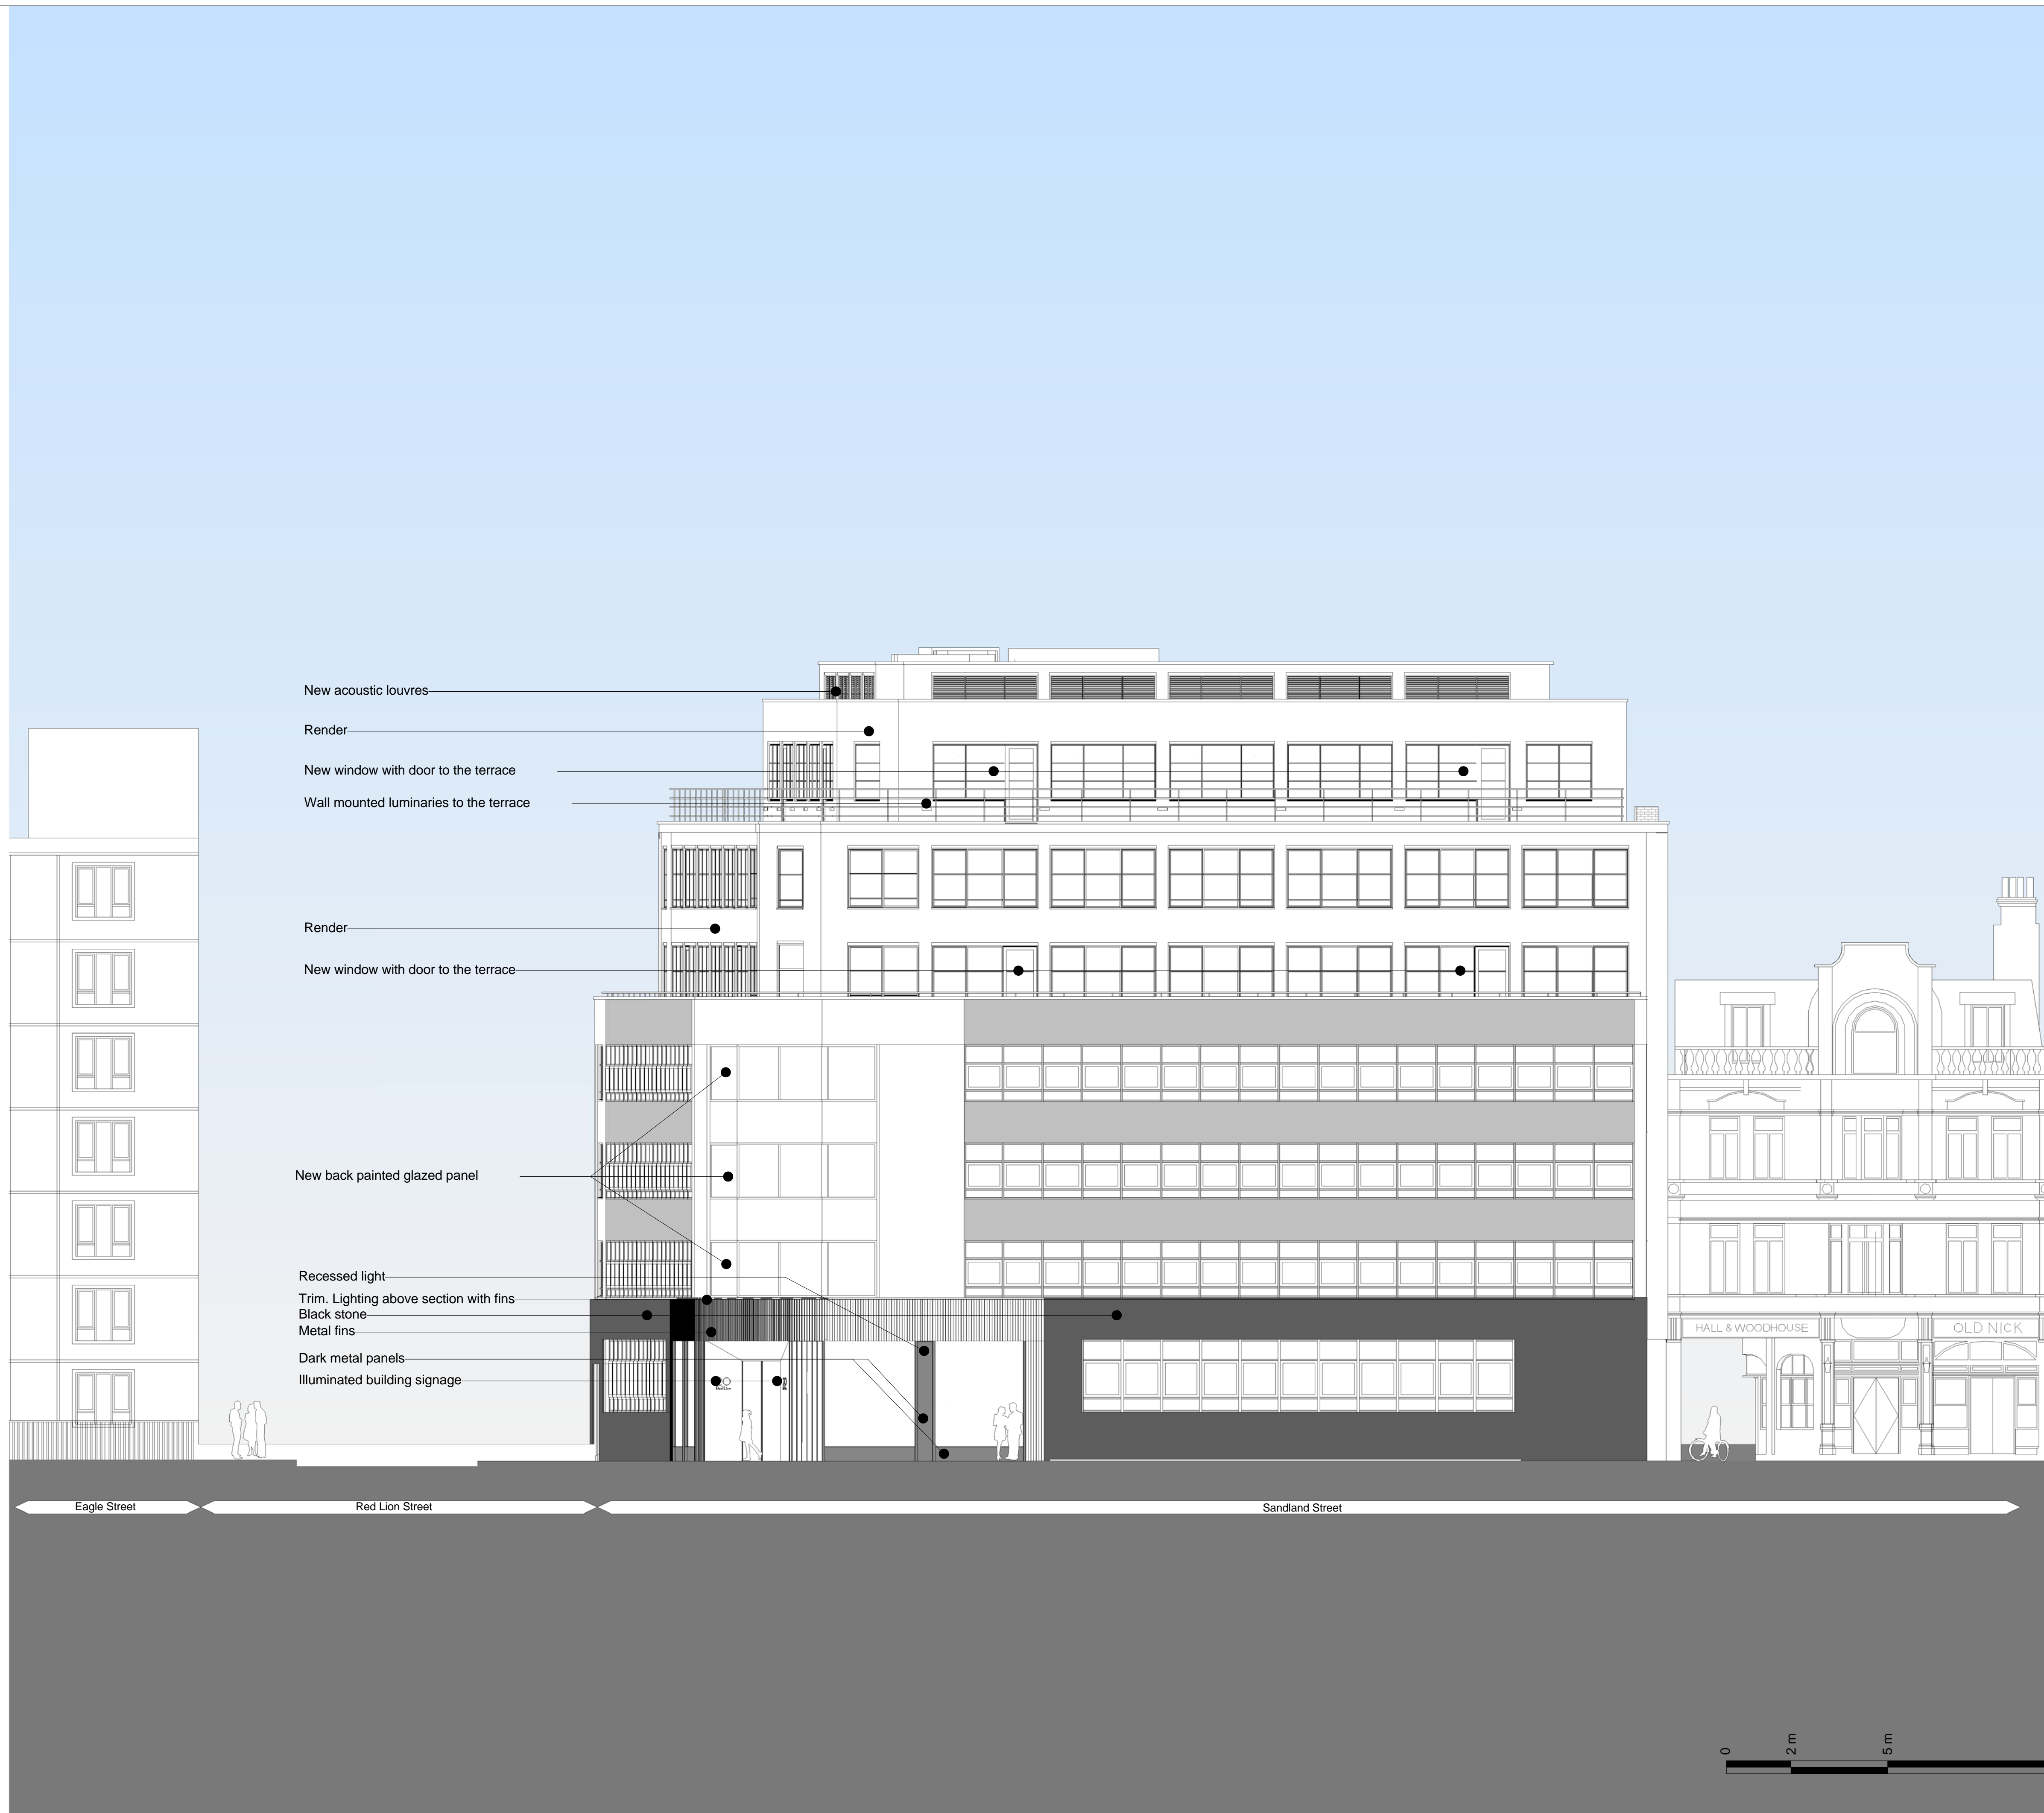 New acoustic louvres
Render
New window with door to the terrace
Wall mounted luminaries to the terrace
Render
New window with door to the terrace
New back painted glazed panel
Recessed light
Trim. Lighting above section with fins
Black stone
Metal fins
Dark metal panels
Illuminated building signage
HALL & WOODHOUSE
OLD NICK
Eagle Street
Red Lion Street
Sandland Street
0
2 m
5 m